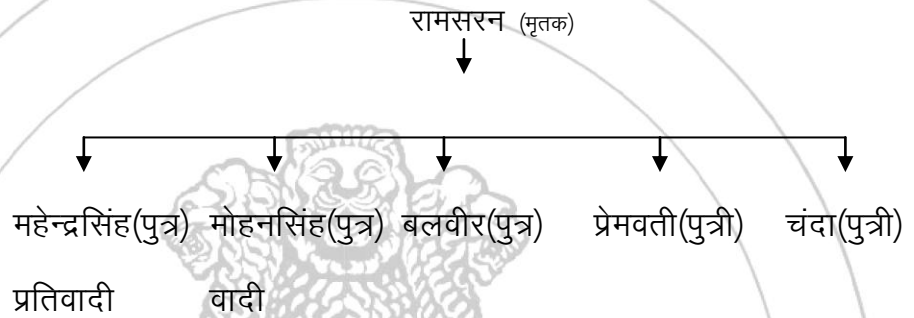 रामसरन (मृतक)
महेन्द्रसिंह(पुत्र) मोहनसिंह(पुत्र) बलवीर(पुत्र) प्रेमवती(पुत्री) चंदा(पुत्री)
प्रतिवादी वादी